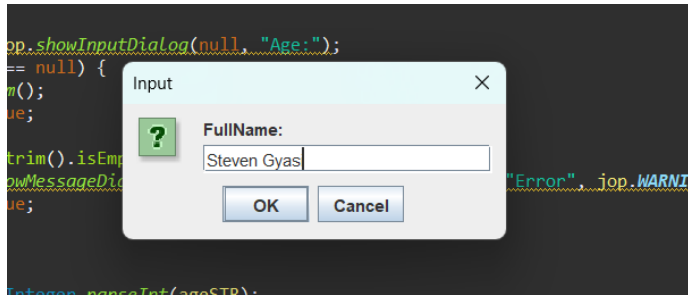 op.showInputDialog(null, "Age:");
== null) {
m();
ue;
Input
FullName:
Steven Gyas
OK Cancel
trim().isEmp
owMessageDia "Error", jop.WARNI
ue;
Integer.parseInt(ageSTR);